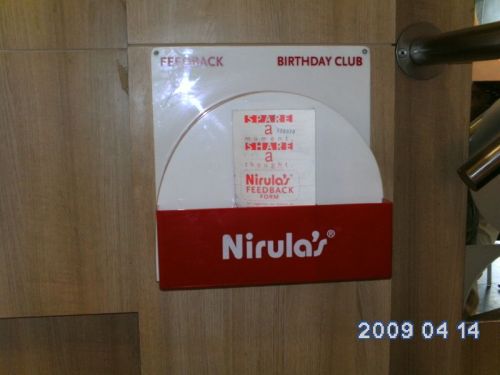 FEEDBACK BIRTHDAY CLUB
SPARE
a
moment.
SHARE
a
thought.
Nirula's
FEEDBACK
FORM
Nirula's®
2009 04 14